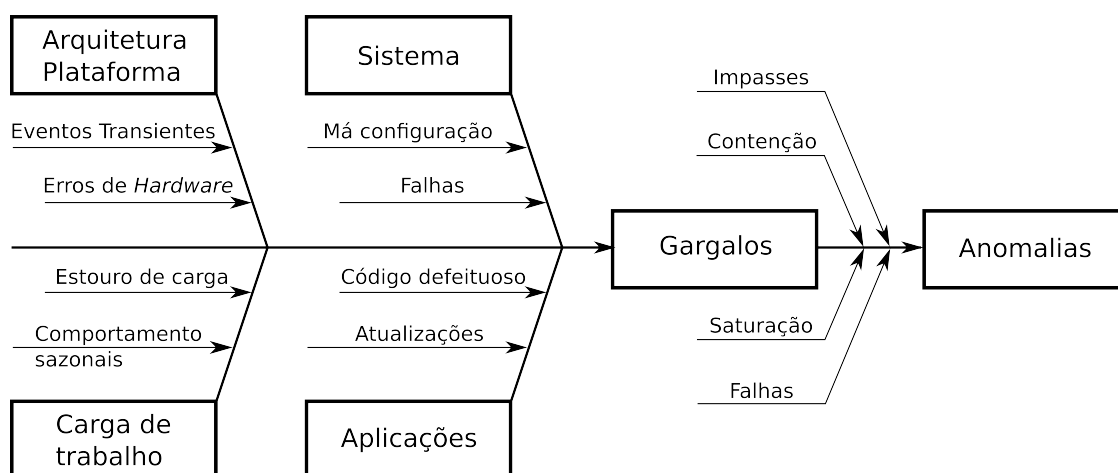 Arquitetura
Plataforma
Sistema
Eventos Transientes
Erros de Hardware
Má configuração
Falhas
Impasses
Contenção
Gargalos
Anomalias
Estouro de carga
Comportamento
sazonais
Código defeituoso
Atualizações
Saturação
Falhas
Carga de
trabalho
Aplicações